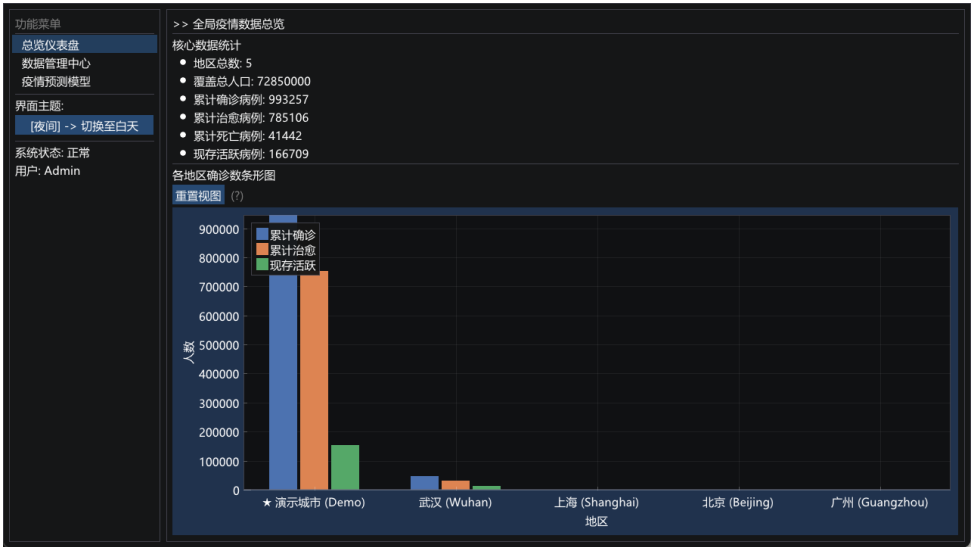 功能菜单
总览仪表盘
数据管理中心
疫情预测模型
界面主题:
[夜间] -> 切换至白天
系统状态: 正常
用户: Admin
>> 全局疫情数据总览
核心数据统计
地区总数: 5
覆盖总人口: 72850000
累计确诊病例: 993257
累计治愈病例: 785106
累计死亡病例: 41442
现存活跃病例: 166709
各地区确诊数条形图
重置视图 (?)
累计确诊
累计治愈
现存活跃
900000
800000
700000
600000
500000
400000
300000
200000
100000
0
人数
★ 演示城市 (Demo) 武汉 (Wuhan) 上海 (Shanghai) 北京 (Beijing) 广州 (Guangzhou)
地区